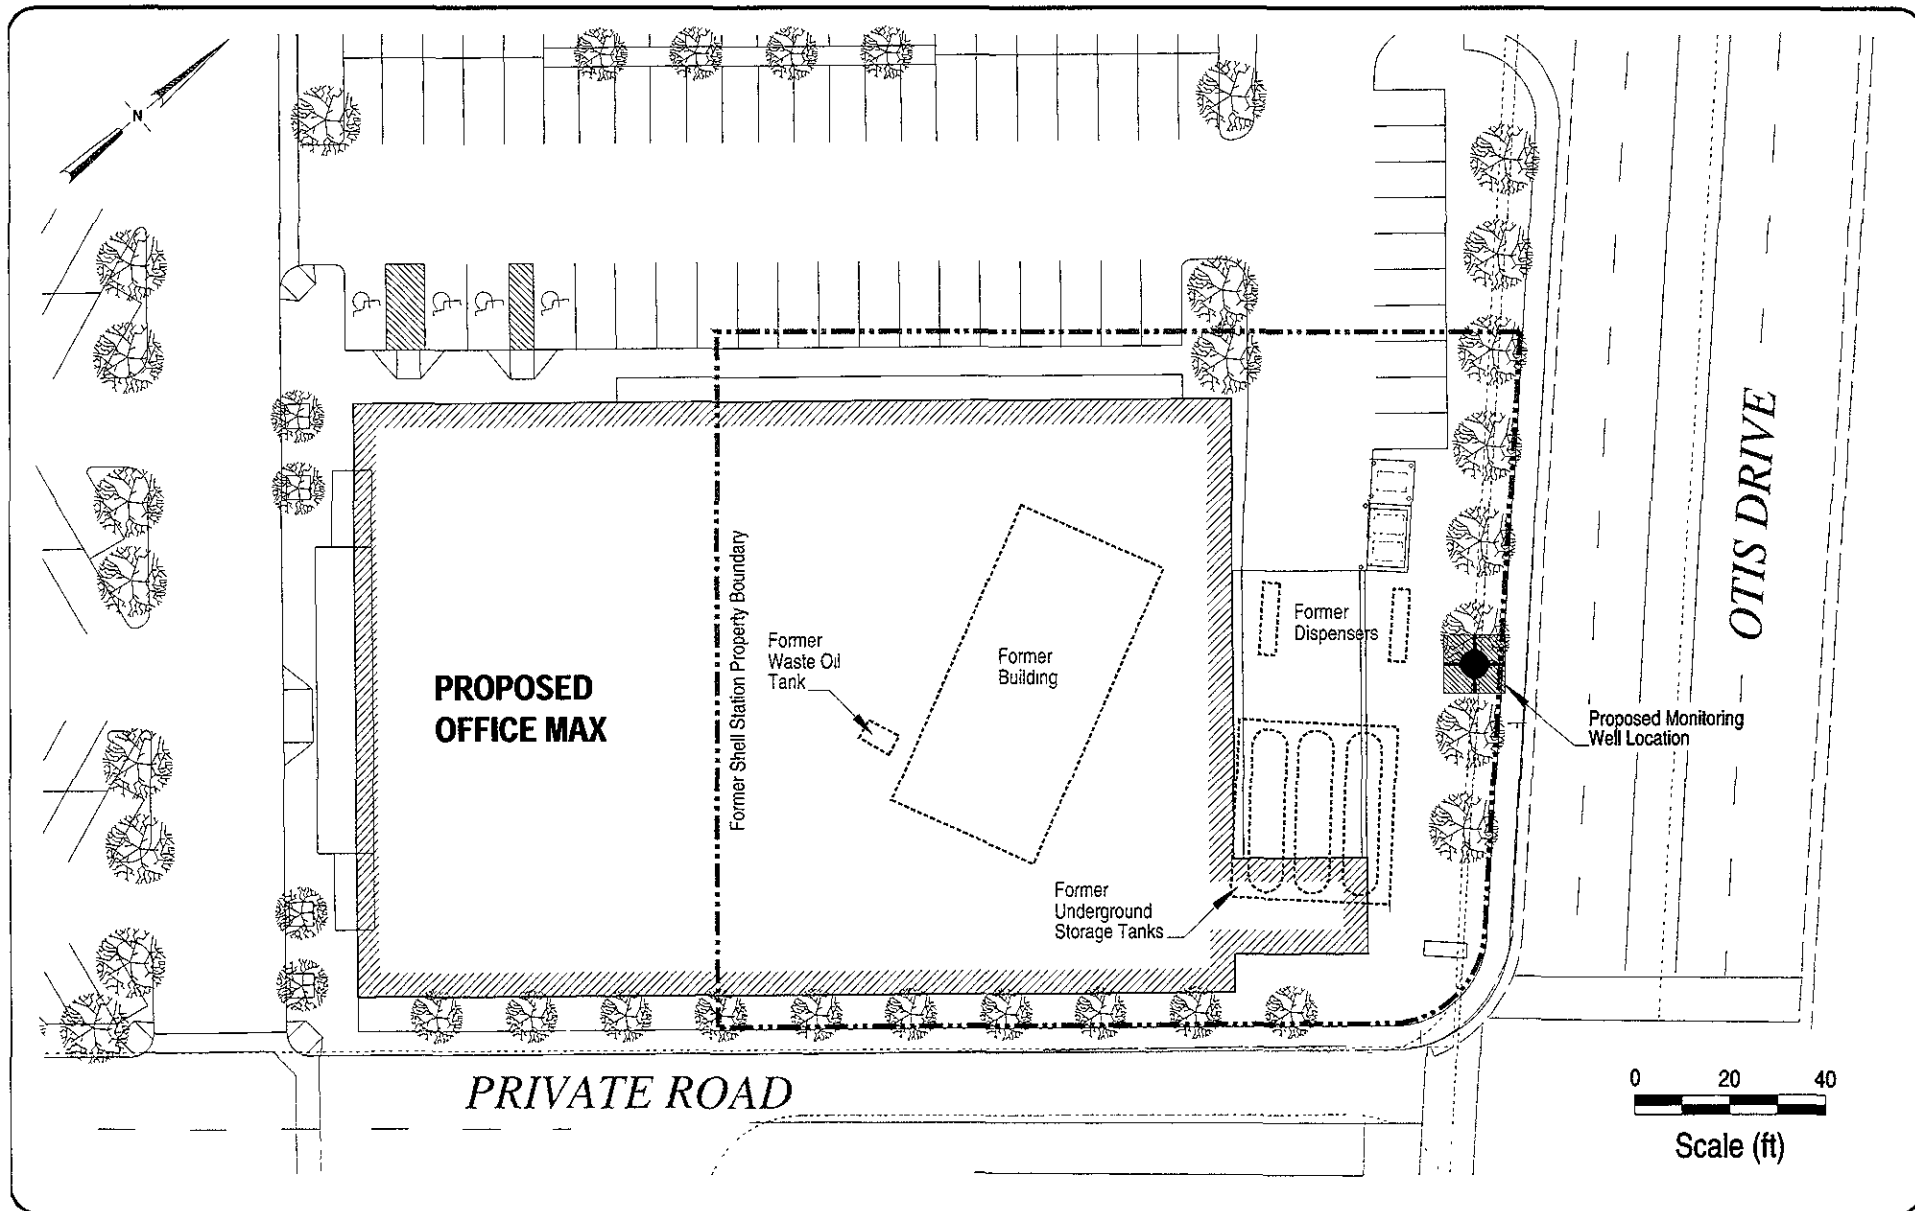 N
OTIS DRIVE
Former Shell Station Property Boundary
Former
Dispensers
Former
Waste Oil
Tank
Former
Building
PROPOSED
OFFICE MAX
Proposed Monitoring
Well Location
Former
Underground
Storage Tanks
PRIVATE ROAD
0 20 40
Scale (ft)